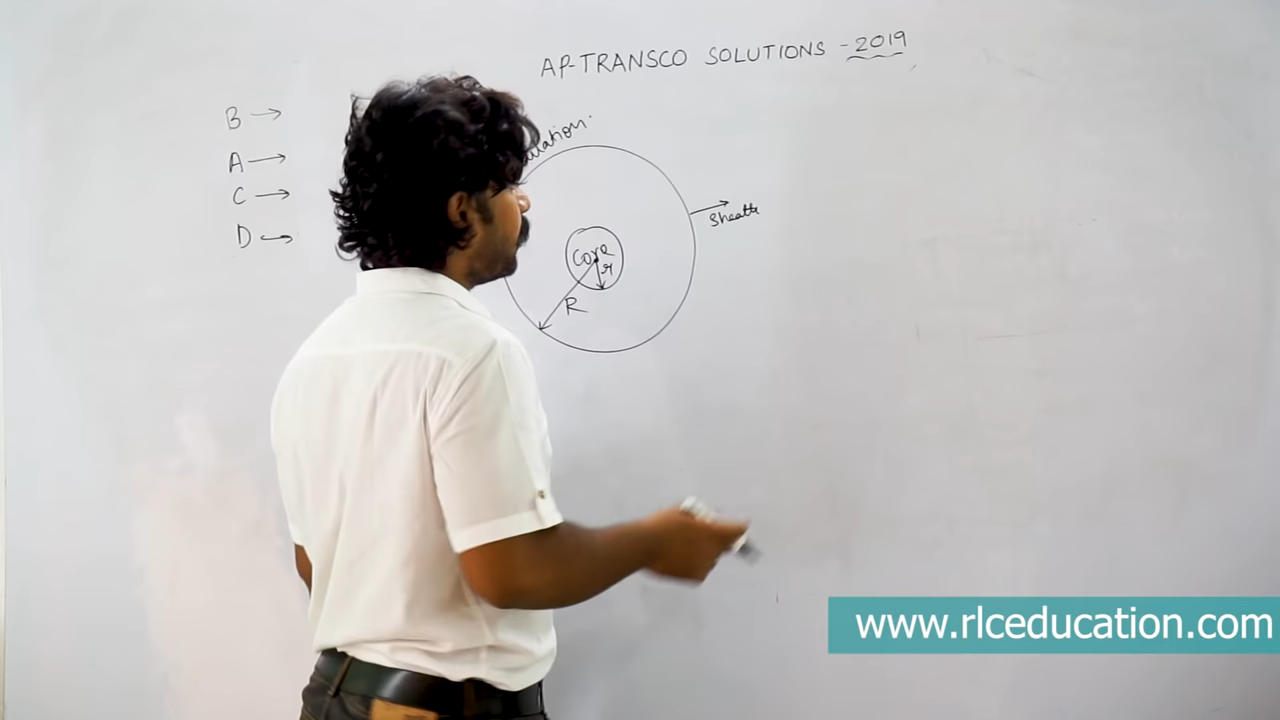 AP-TRANSCO SOLUTIONS - 2019
B →
A →
C →
D →
Sheath
Core
r
R
www.rlceducation.com